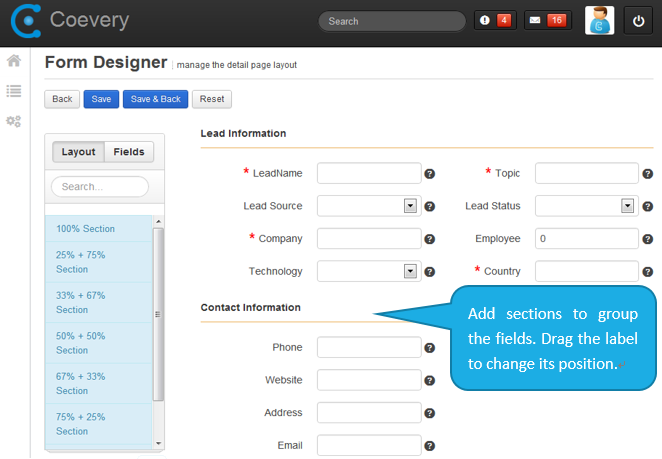 Coevery
Search
4
16
Form Designer manage the detail page layout
Back Save Save & Back Reset
Lead Information
Layout Fields
Search...
* LeadName
* Topic
Lead Source
Lead Status
* Company
Employee 0
Technology
* Country
100% Section
25% + 75%
Section
33% + 67%
Section
50% + 50%
Section
67% + 33%
Section
75% + 25%
Section
Contact Information
Phone
Website
Address
Email
Add sections to group
the fields. Drag the label
to change its position.